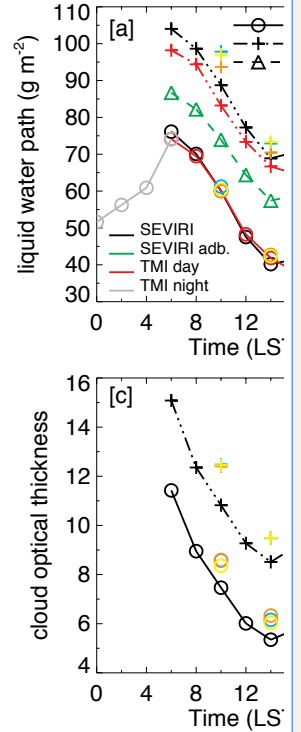 [a]
liquid water path (g m⁻²)
110
100
90
80
70
60
50
40
30
SEVIRI
SEVIRI adb.
TMI day
TMI night
0 4 8 12
Time (LST
[c]
cloud optical thickness
16
14
12
10
8
6
4
0 4 8 12
Time (LST